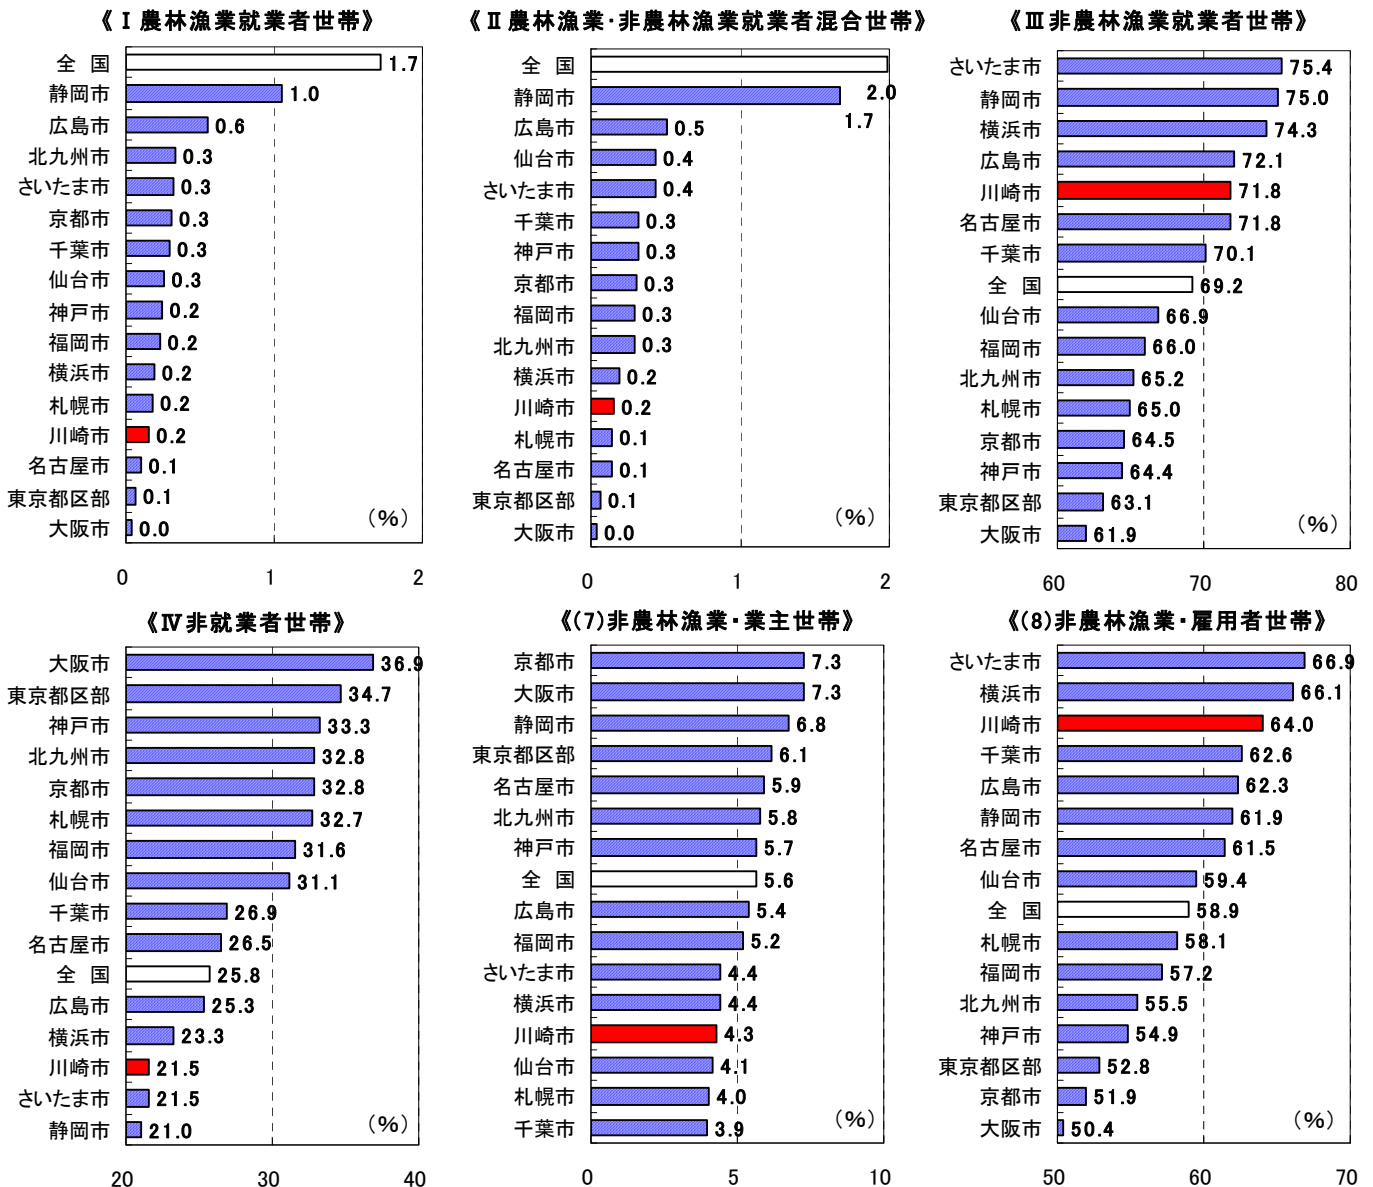 《Ⅰ農林漁業就業者世帯》
全 国 1.7
静岡市 1.0
広島市 0.6
北九州市 0.3
さいたま市 0.3
京都市 0.3
千葉市 0.3
仙台市 0.3
神戸市 0.2
福岡市 0.2
横浜市 0.2
札幌市 0.2
川崎市 0.2
名古屋市 0.1
東京都区部 0.1
大阪市 0.0
（%）
0 1 2
《Ⅱ農林漁業・非農林漁業就業者混合世帯》
全 国 2.0
静岡市 1.7
広島市 0.5
仙台市 0.4
さいたま市 0.4
千葉市 0.3
神戸市 0.3
京都市 0.3
福岡市 0.3
北九州市 0.3
横浜市 0.2
川崎市 0.2
札幌市 0.1
名古屋市 0.1
東京都区部 0.1
大阪市 0.0
（%）
0 1 2
《Ⅲ非農林漁業就業者世帯》
さいたま市 75.4
静岡市 75.0
横浜市 74.3
広島市 72.1
川崎市 71.8
名古屋市 71.8
千葉市 70.1
全 国 69.2
仙台市 66.9
福岡市 66.0
北九州市 65.2
札幌市 65.0
京都市 64.5
神戸市 64.4
東京都区部 63.1
大阪市 61.9
（%）
60 70 80
《Ⅳ非就業者世帯》
大阪市 36.9
東京都区部 34.7
神戸市 33.3
北九州市 32.8
京都市 32.8
札幌市 32.7
福岡市 31.6
仙台市 31.1
千葉市 26.9
名古屋市 26.5
全 国 25.8
広島市 25.3
横浜市 23.3
川崎市 21.5
さいたま市 21.5
静岡市 21.0
（%）
20 30 40
《(7)非農林漁業・業主世帯》
京都市 7.3
大阪市 7.3
静岡市 6.8
東京都区部 6.1
名古屋市 5.9
北九州市 5.8
神戸市 5.7
全 国 5.6
広島市 5.4
福岡市 5.2
さいたま市 4.4
横浜市 4.4
川崎市 4.3
仙台市 4.1
札幌市 4.0
千葉市 3.9
（%）
0 5 10
《(8)非農林漁業・雇用者世帯》
さいたま市 66.9
横浜市 66.1
川崎市 64.0
千葉市 62.6
広島市 62.3
静岡市 61.9
名古屋市 61.5
仙台市 59.4
全 国 58.9
札幌市 58.1
福岡市 57.2
北九州市 55.5
神戸市 54.9
東京都区部 52.8
京都市 51.9
大阪市 50.4
（%）
50 60 70